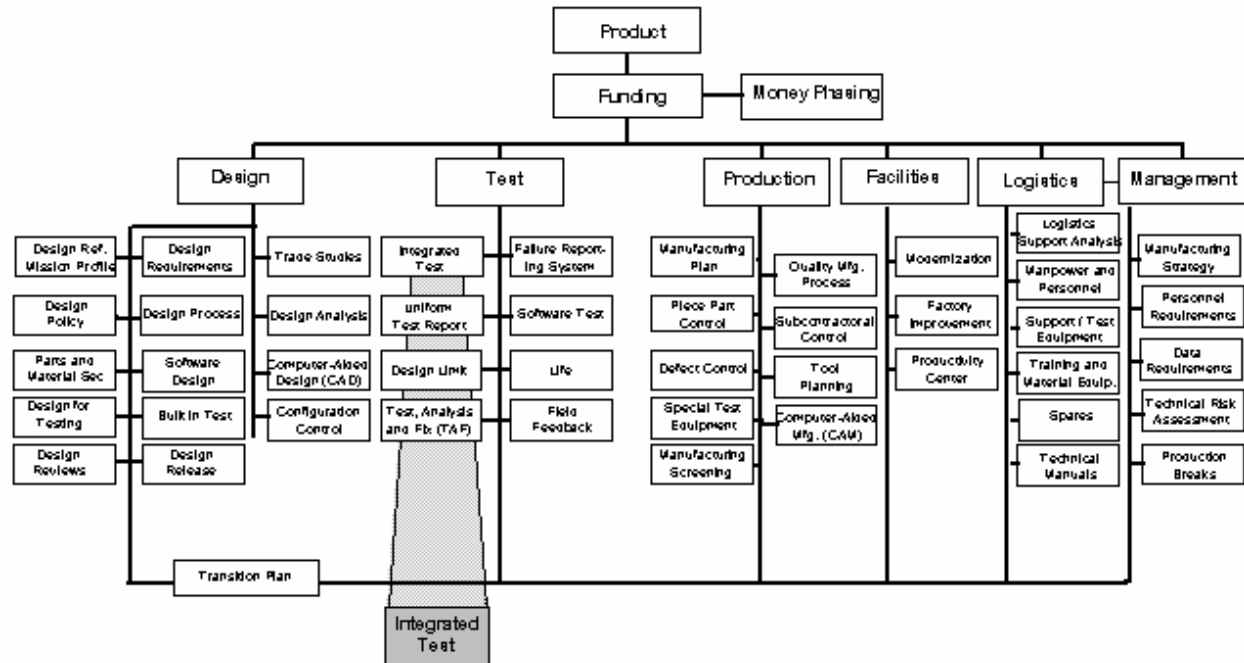 Product
Funding
Money Phasing
Design
Test
Production
Facilities
Logistics
Management
Design Ref.
Mission Profile
Design
Policy
Parts and
Material Sec
Design for
Testing
Design
Reviews
Design
Requirements
Design Process
Software
Design
Built In Test
Design
Release
Trade Studies
Design Analysis
Computer-Aided
Design (CAD)
Configuration
Control
Integrated
Test
Uniform
Test Report
Design Limit
Test, Analysis
and Fix (TAF)
Failure Report-
ing System
Software Test
Life
Field
Feedback
Manufacturing
Plan
Piece Part
Control
Defect Control
Special Test
Equipment
Manufacturing
Screening
Quality Mfg.
Process
Subcontractoral
Control
Tool
Planning
Computer-Aided
Mfg. (CAM)
Modernization
Factory
Improvement
Productivity
Center
Logistics
Support Analysis
Manpower and
Personnel
Support / Test
Equipment
Training and
Material Equip.
Spares
Technical
Manuals
Manufacturing
Strategy
Personnel
Requirements
Data
Requirements
Technical Risk
Assessment
Production
Breaks
Transition Plan
Integrated
Test